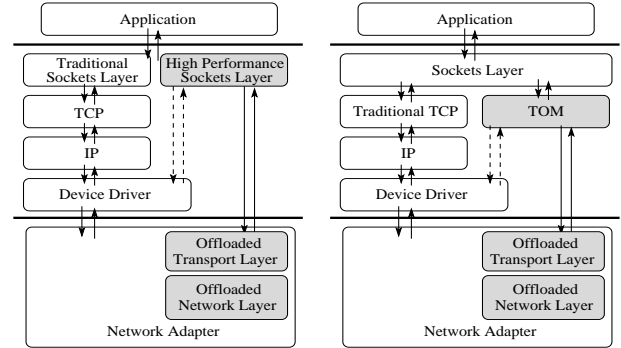 Application
Traditional
Sockets Layer
High Performance
Sockets Layer
TCP
IP
Device Driver
Offloaded
Transport Layer
Offloaded
Network Layer
Network Adapter
Application
Sockets Layer
Traditional TCP
TOM
IP
Device Driver
Offloaded
Transport Layer
Offloaded
Network Layer
Network Adapter